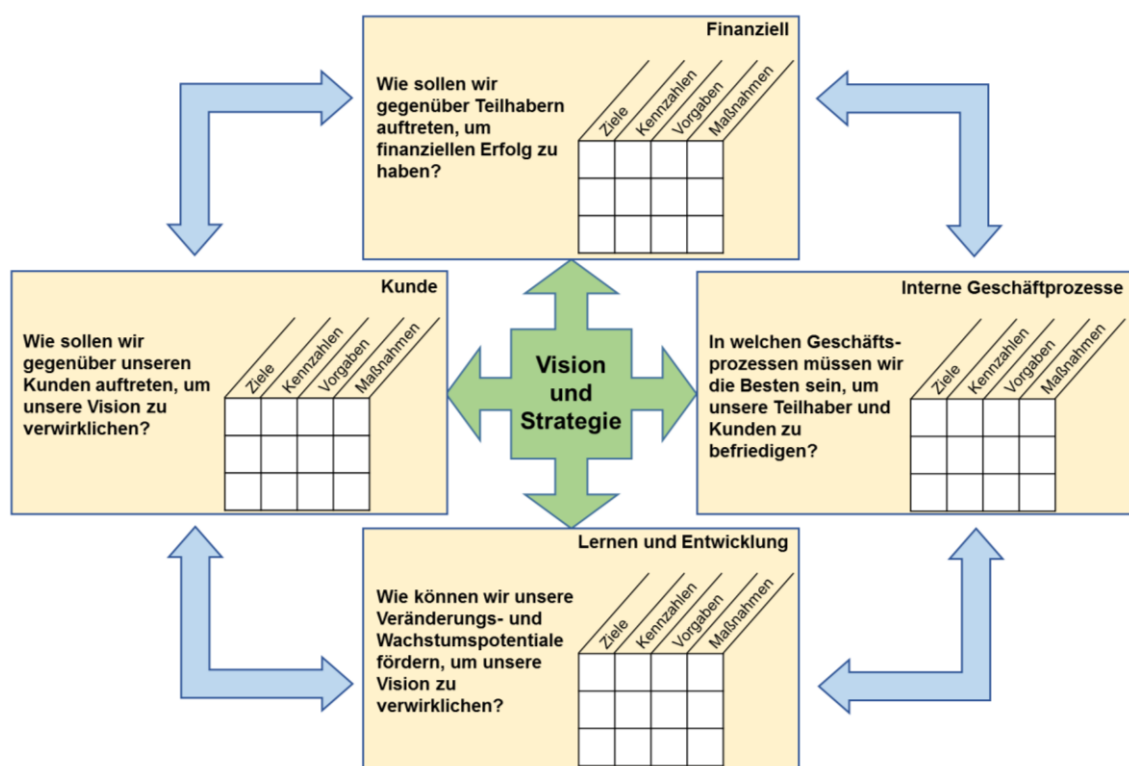 Finanziell
Wie sollen wir
gegenüber Teilhabern
auftreten, um
finanziellen Erfolg zu
haben?
Ziele
Kennzahlen
Vorgaben
Maßnahmen
Kunde
Wie sollen wir
gegenüber unseren
Kunden auftreten, um
unsere Vision zu
verwirklichen?
Ziele
Kennzahlen
Vorgaben
Maßnahmen
Vision
und
Strategie
Interne Geschäftprozesse
In welchen Geschäfts-
prozessen müssen wir
die Besten sein, um
unsere Teilhaber und
Kunden zu
befriedigen?
Ziele
Kennzahlen
Vorgaben
Maßnahmen
Lernen und Entwicklung
Wie können wir unsere
Veränderungs- und
Wachstumspotentiale
fördern, um unsere
Vision zu
verwirklichen?
Ziele
Kennzahlen
Vorgaben
Maßnahmen